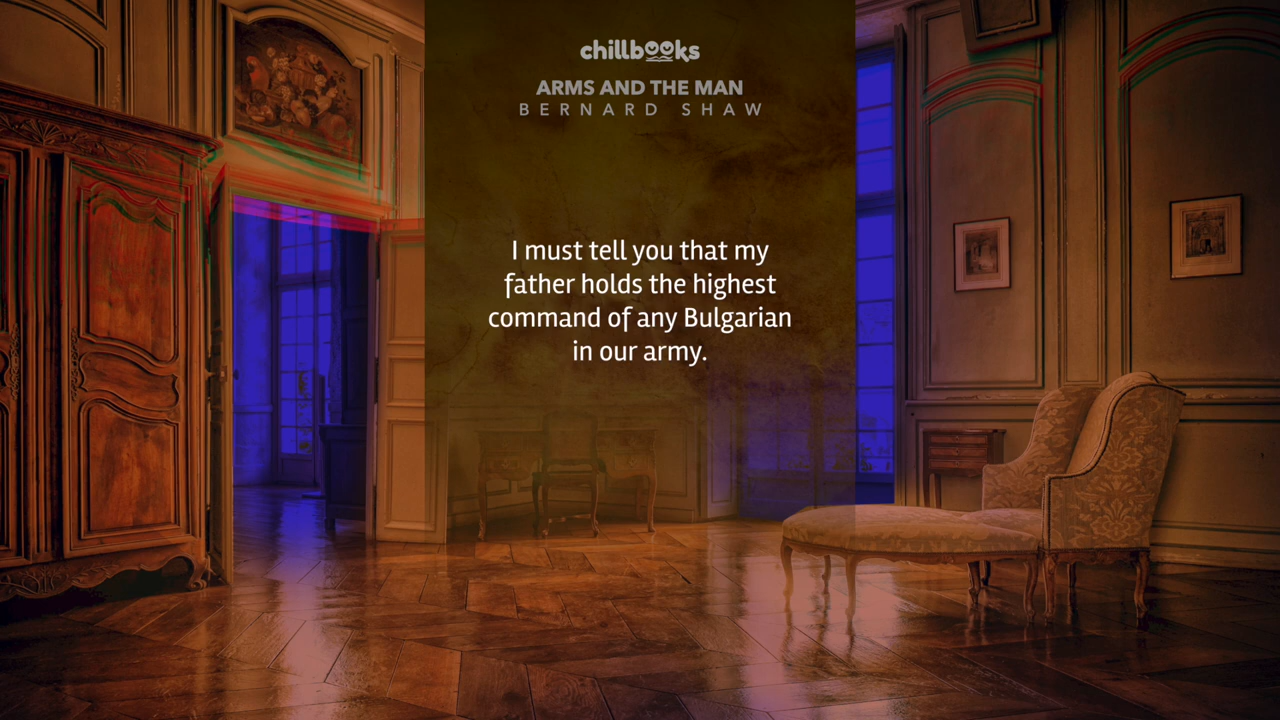 chillbooks
ARMS AND THE MAN
BERNARD SHAW
I must tell you that my
father holds the highest
command of any Bulgarian
in our army.